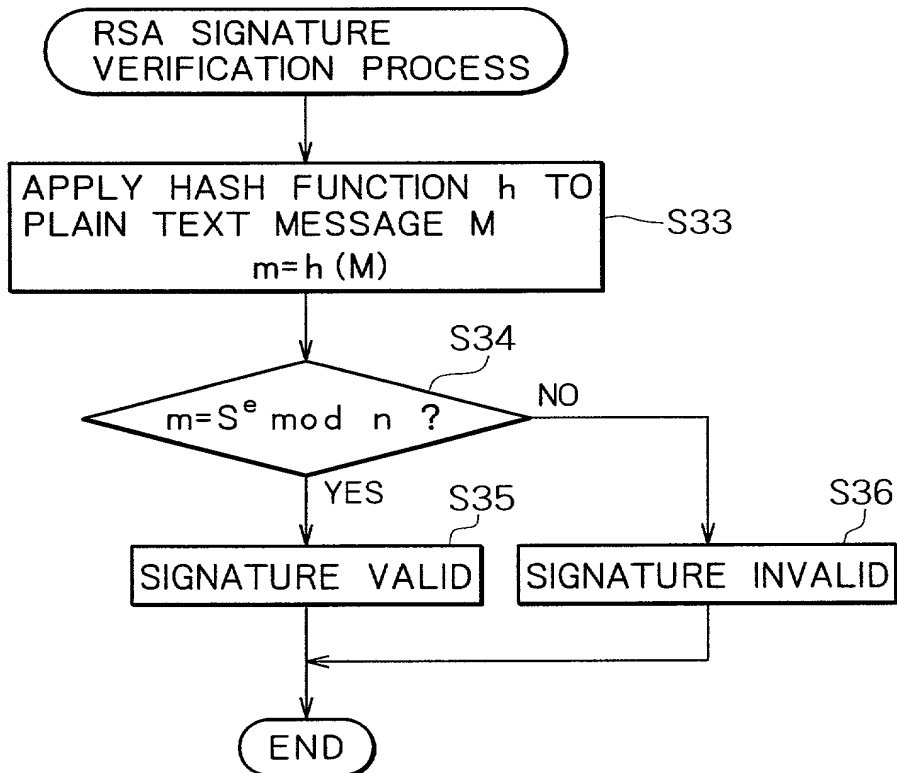 RSA SIGNATURE
VERIFICATION PROCESS
APPLY HASH FUNCTION h TO
PLAIN TEXT MESSAGE M
m=h (M)
S33
S34
m=Sᵉ mod n ?
NO
YES
S35
S36
SIGNATURE VALID
SIGNATURE INVALID
END